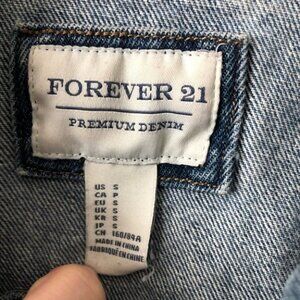 FOREVER 21
PREMIUM DENIM
US S
CA P
EU S
UK S
KR S
JP S
CN 160/84A
MADE IN CHINA
FABRIQUÉ EN CHINE